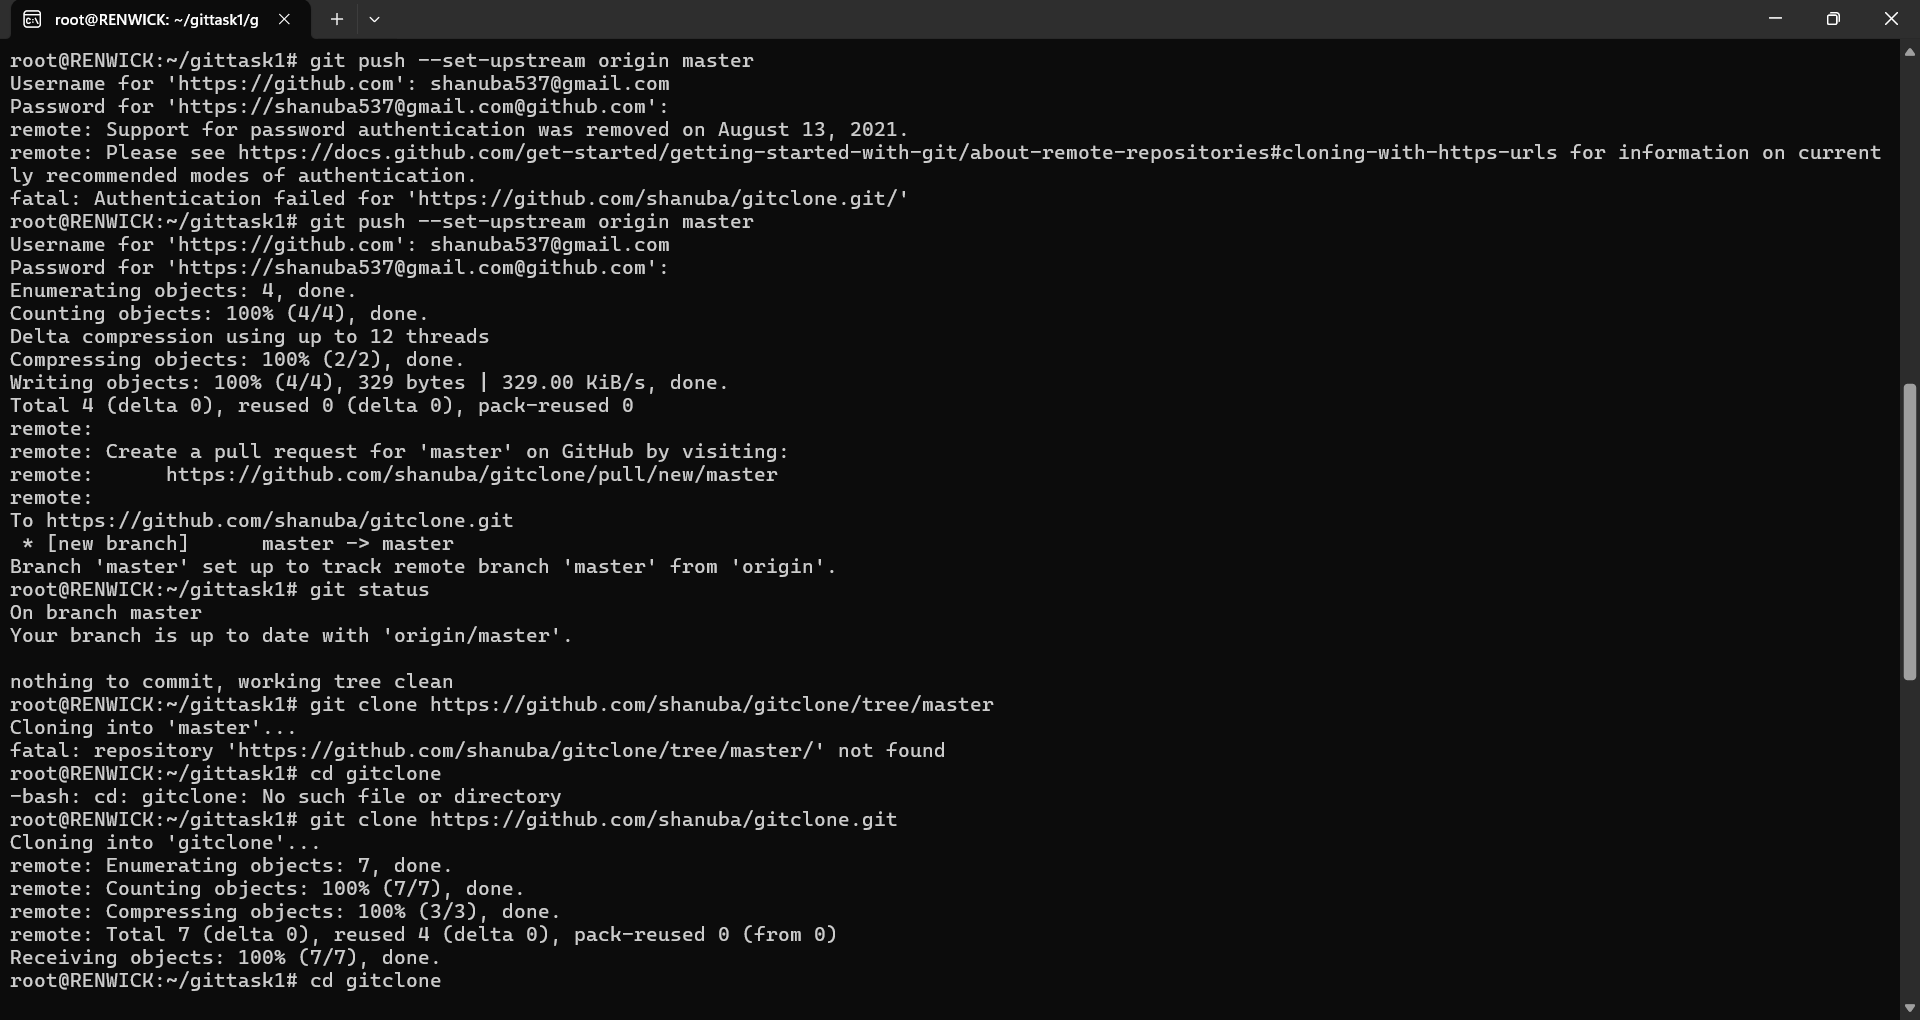 root@RENWICK: ~/gittask1/g
root@RENWICK:~/gittask1# git push --set-upstream origin master
Username for 'https://github.com': shanuba537@gmail.com
Password for 'https://shanuba537@gmail.com@github.com':
remote: Support for password authentication was removed on August 13, 2021.
remote: Please see https://docs.github.com/get-started/getting-started-with-git/about-remote-repositories#cloning-with-https-urls for information on current
ly recommended modes of authentication.
fatal: Authentication failed for 'https://github.com/shanuba/gitclone.git/'
root@RENWICK:~/gittask1# git push --set-upstream origin master
Username for 'https://github.com': shanuba537@gmail.com
Password for 'https://shanuba537@gmail.com@github.com':
Enumerating objects: 4, done.
Counting objects: 100% (4/4), done.
Delta compression using up to 12 threads
Compressing objects: 100% (2/2), done.
Writing objects: 100% (4/4), 329 bytes | 329.00 KiB/s, done.
Total 4 (delta 0), reused 0 (delta 0), pack-reused 0
remote:
remote: Create a pull request for 'master' on GitHub by visiting:
remote:      https://github.com/shanuba/gitclone/pull/new/master
remote:
To https://github.com/shanuba/gitclone.git
 * [new branch]      master -> master
Branch 'master' set up to track remote branch 'master' from 'origin'.
root@RENWICK:~/gittask1# git status
On branch master
Your branch is up to date with 'origin/master'.

nothing to commit, working tree clean
root@RENWICK:~/gittask1# git clone https://github.com/shanuba/gitclone/tree/master
Cloning into 'master'...
fatal: repository 'https://github.com/shanuba/gitclone/tree/master/' not found
root@RENWICK:~/gittask1# cd gitclone
-bash: cd: gitclone: No such file or directory
root@RENWICK:~/gittask1# git clone https://github.com/shanuba/gitclone.git
Cloning into 'gitclone'...
remote: Enumerating objects: 7, done.
remote: Counting objects: 100% (7/7), done.
remote: Compressing objects: 100% (3/3), done.
remote: Total 7 (delta 0), reused 4 (delta 0), pack-reused 0 (from 0)
Receiving objects: 100% (7/7), done.
root@RENWICK:~/gittask1# cd gitclone